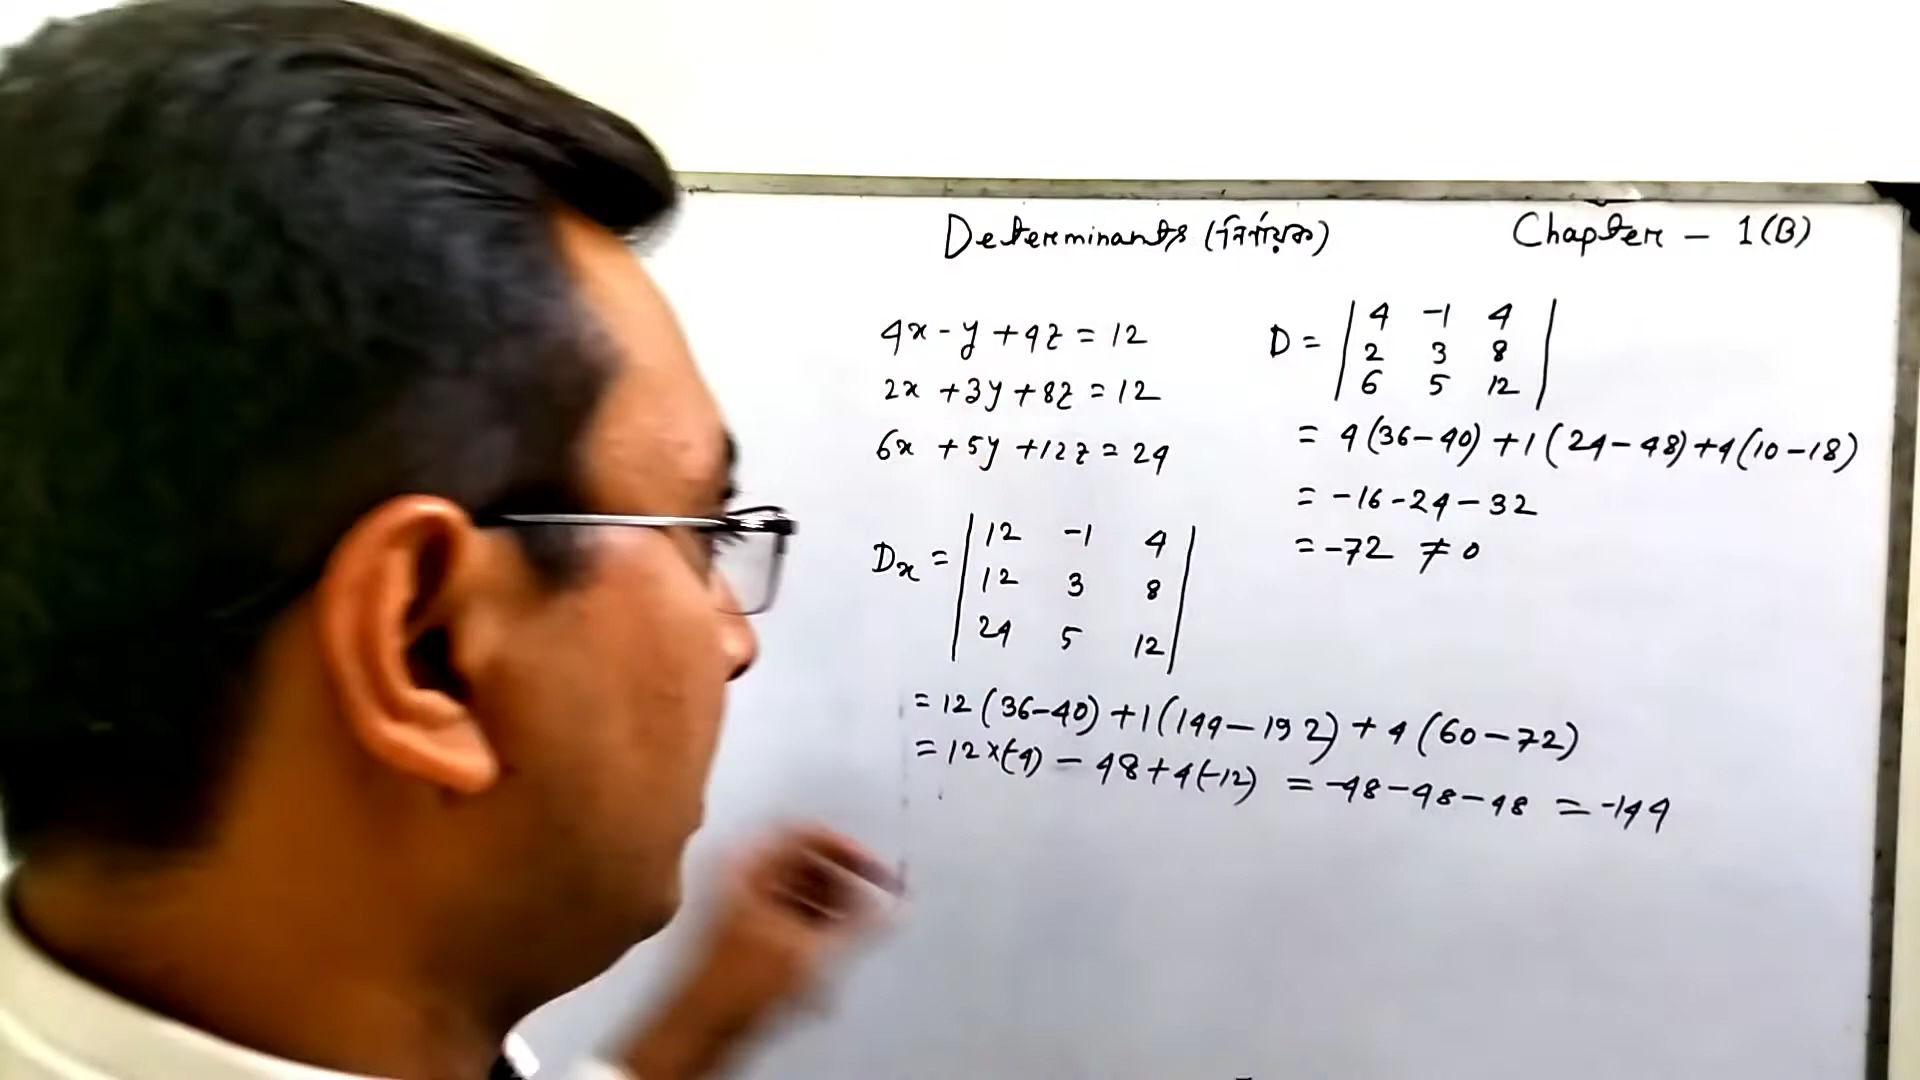 Determinants (নির্ণায়ক) Chapter - 1(B)
4x - y + 4z = 12
2x + 3y + 8z = 12
6x + 5y + 12z = 24
D = | 4 -1 4 |
| 2 3 8 |
| 6 5 12 |
= 4(36-40) + 1(24-48) + 4(10-18)
= -16-24-32
= -72 ≠ 0
Dx = | 12 -1 4 |
| 12 3 8 |
| 24 5 12 |
= 12(36-40) + 1(144-192) + 4(60-72)
= 12×(-4) - 48 + 4(-12) = -48-48-48 = -144